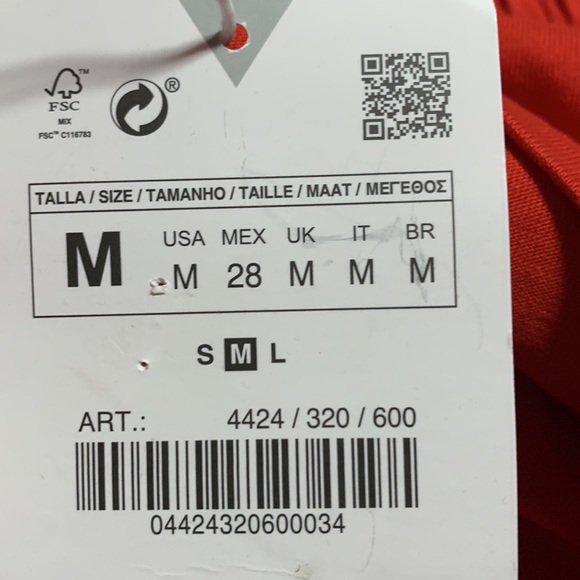 FSC™
MIX
FSC™ C116783
®
TALLA / SIZE / TAMANHO / TAILLE / MAAT / ΜΕΓΕΘΟΣ
M
USA MEX UK IT BR
M 28 M M M
S M L
ART.: 4424 / 320 / 600
04424320600034